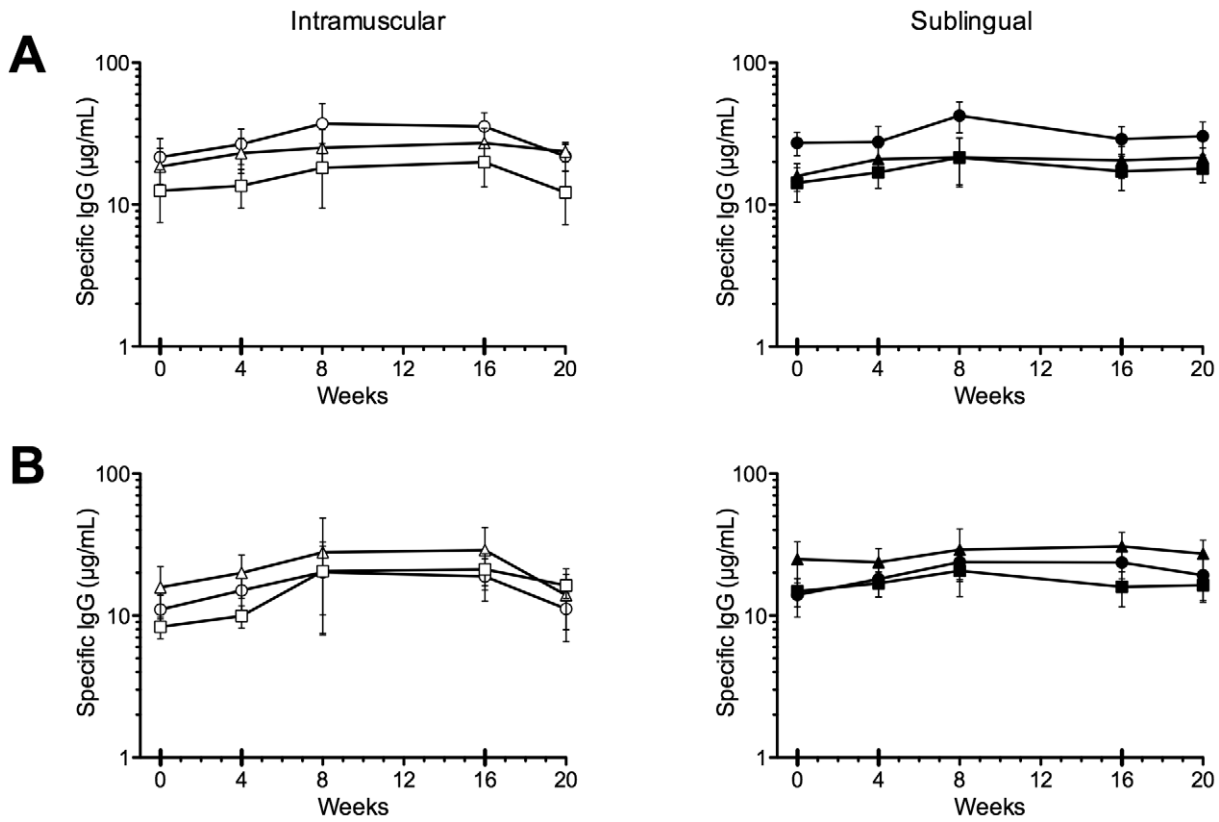 Intramuscular
Sublingual
A
100
10
1
Specific IgG (µg/mL)
0 4 8 12 16 20
Weeks
100
10
1
Specific IgG (µg/mL)
0 4 8 12 16 20
Weeks
B
100
10
1
Specific IgG (µg/mL)
0 4 8 12 16 20
Weeks
100
10
1
Specific IgG (µg/mL)
0 4 8 12 16 20
Weeks